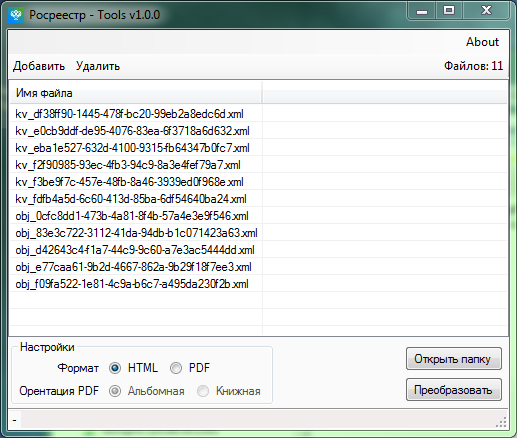 Росреестр - Tools v1.0.0
About
Добавить Удалить Файлов: 11
Имя файла
kv_df38ff90-1445-478f-bc20-99eb2a8edc6d.xml
kv_e0cb9ddf-de95-4076-83ea-6f3718a6d632.xml
kv_eba1e527-632d-4100-9315-fb64347b0fc7.xml
kv_f2f90985-93ec-4fb3-94c9-8a3e4fef79a7.xml
kv_f3be9f7c-457e-48fb-8a46-3939ed0f968e.xml
kv_fdfb4a5d-6c60-413d-85ba-6df54640ba24.xml
obj_0cfc8dd1-473b-4a81-8f4b-57a4e3e9f546.xml
obj_83e3c722-3112-41da-94db-b1c071423a63.xml
obj_d42643c4-f1a7-44c9-9c60-a7e3ac5444dd.xml
obj_e77caa61-9b2d-4667-862a-9b29f18f7ee3.xml
obj_f09fa522-1e81-4c9a-b6c7-a495da230f2b.xml
Настройки
Формат HTML PDF
Открыть папку
Орентация PDF Альбомная Книжная
Преобразовать
-